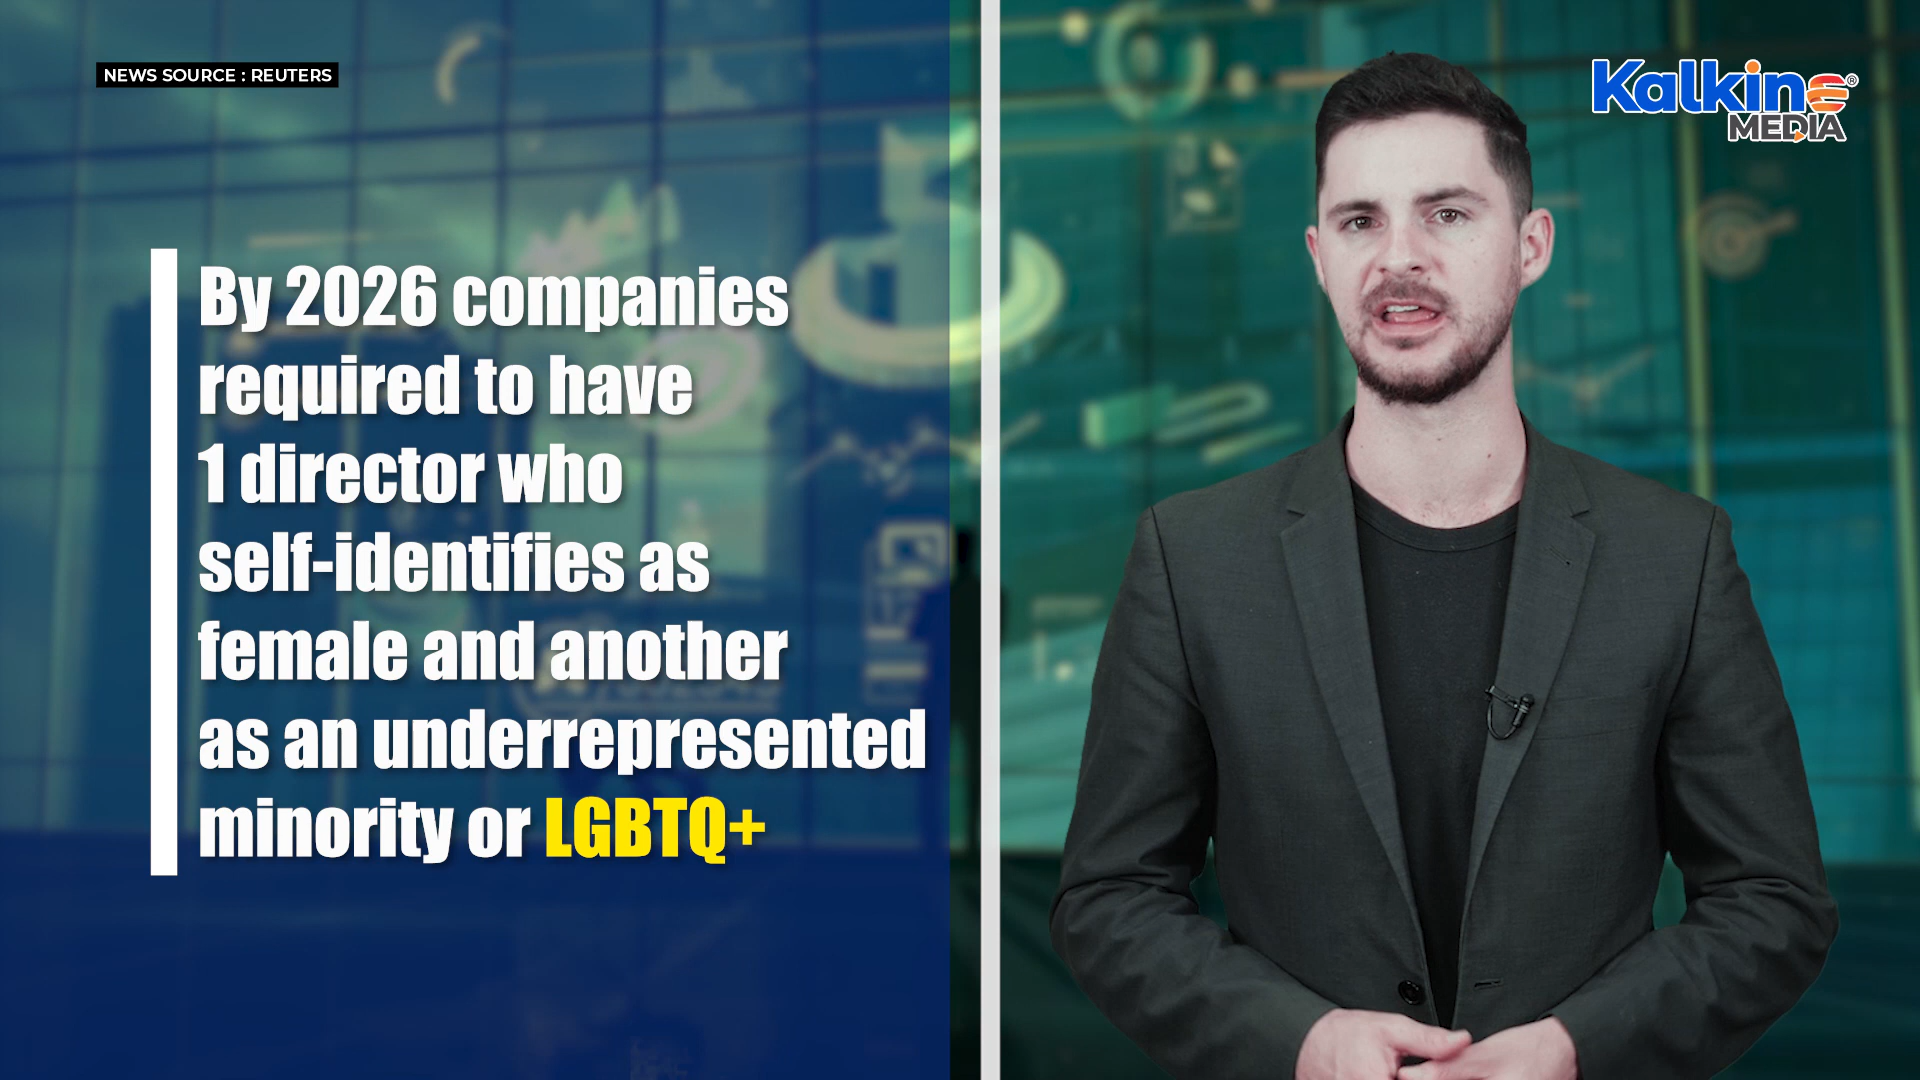 NEWS SOURCE : REUTERS
Kalkine®
MEDIA
By 2026 companies
required to have
1 director who
self-identifies as
female and another
as an underrepresented
minority or LGBTQ+